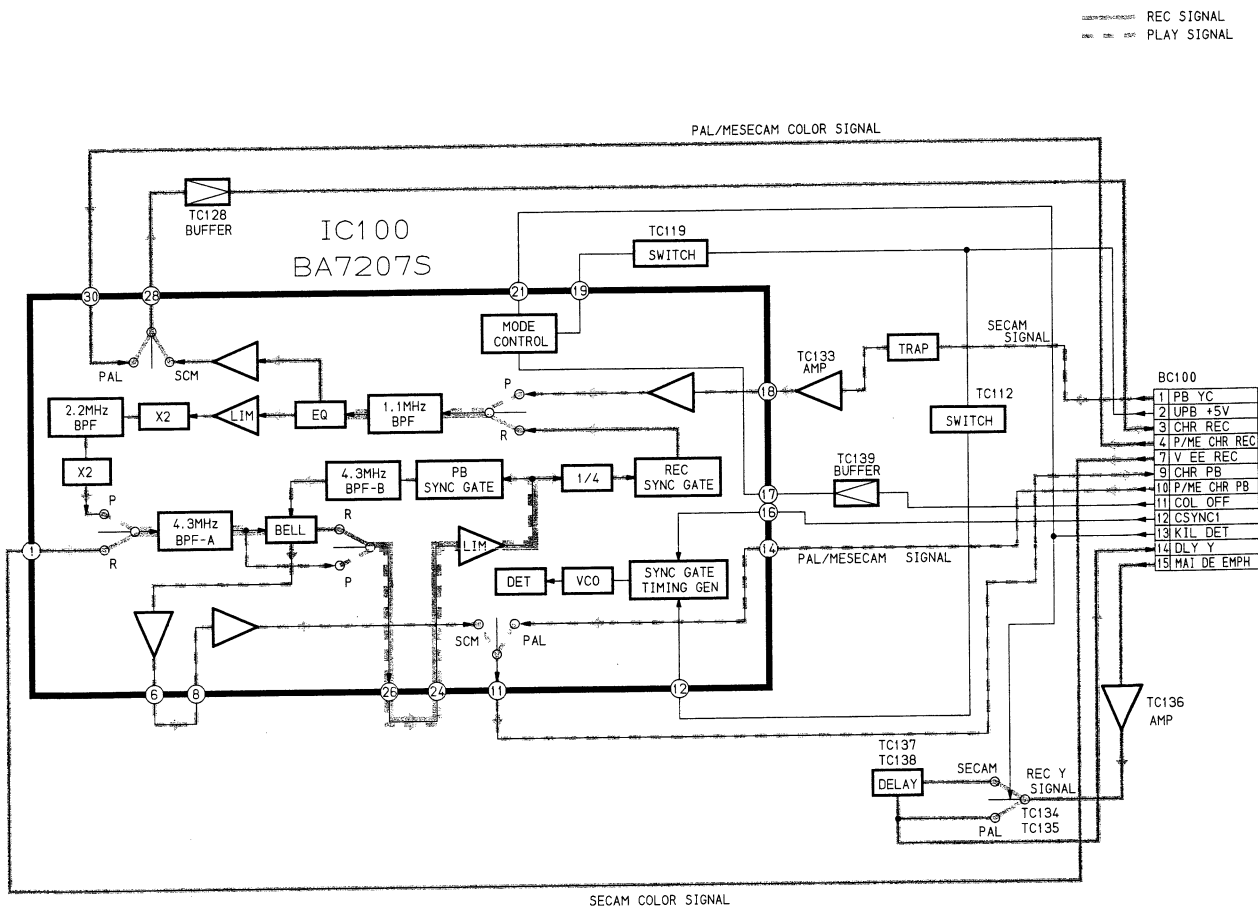 REC SIGNAL
PLAY SIGNAL
PAL/MESECAM COLOR SIGNAL
TC128
BUFFER
IC100
BA7207S
TC119
SWITCH
30
28
21
19
MODE
CONTROL
SECAM
SIGNAL
TRAP
TC133
AMP
PAL
SCM
18
P
R
TC112
SWITCH
BC100
1 PB YC
2 UPB +5V
3 CHR REC
4 P/ME CHR REC
7 V EE REC
9 CHR PB
10 P/ME CHR PB
11 COL OFF
12 CSYNC1
13 KIL DET
14 DLY Y
15 MAI DE EMPH
2.2MHz
BPF
X2
LIM
EQ
1.1MHz
BPF
X2
4.3MHz
BPF-B
PB
SYNC GATE
1/4
REC
SYNC GATE
TC139
BUFFER
17
16
14
P
R
4.3MHz
BPF-A
BELL
R
P
LIM
1
PAL/MESECAM SIGNAL
DET
VCO
SYNC GATE
TIMING GEN
SCM
PAL
6
8
26
24
11
12
TC136
AMP
TC137
TC138
DELAY
SECAM
REC Y
SIGNAL
TC134
TC135
PAL
SECAM COLOR SIGNAL